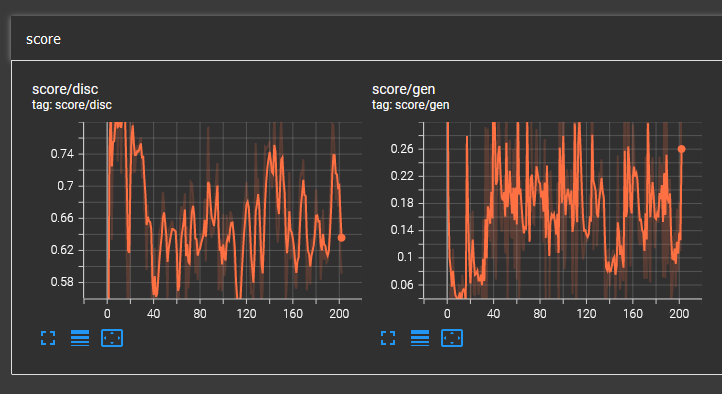 score
score/disc
tag: score/disc
0.74
0.7
0.66
0.62
0.58
0 40 80 120 160 200
score/gen
tag: score/gen
0.26
0.22
0.18
0.14
0.1
0.06
0 40 80 120 160 200